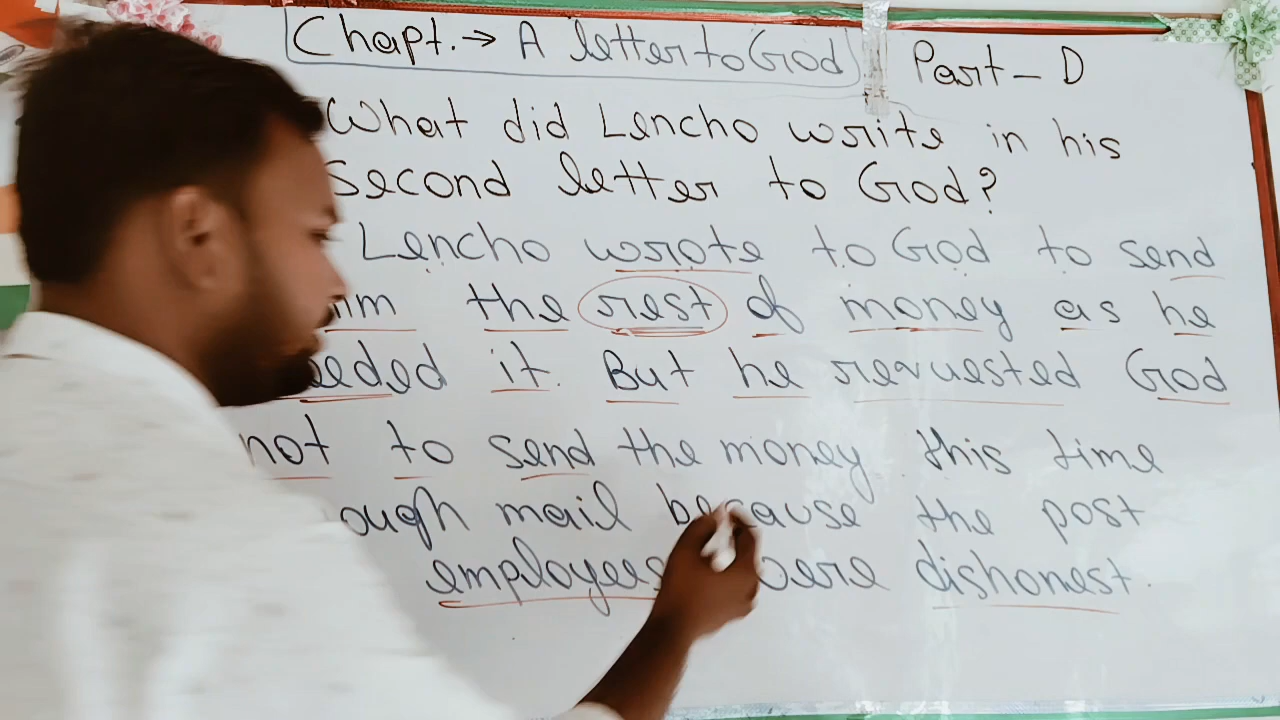 Chapt. → A letter to God Part - D
What did Lencho write in his
Second letter to God?
Lencho wrote to God to send
the rest of money as he
it. But he requested God
not to send the money this time
mail because the post
employees were dishonest.